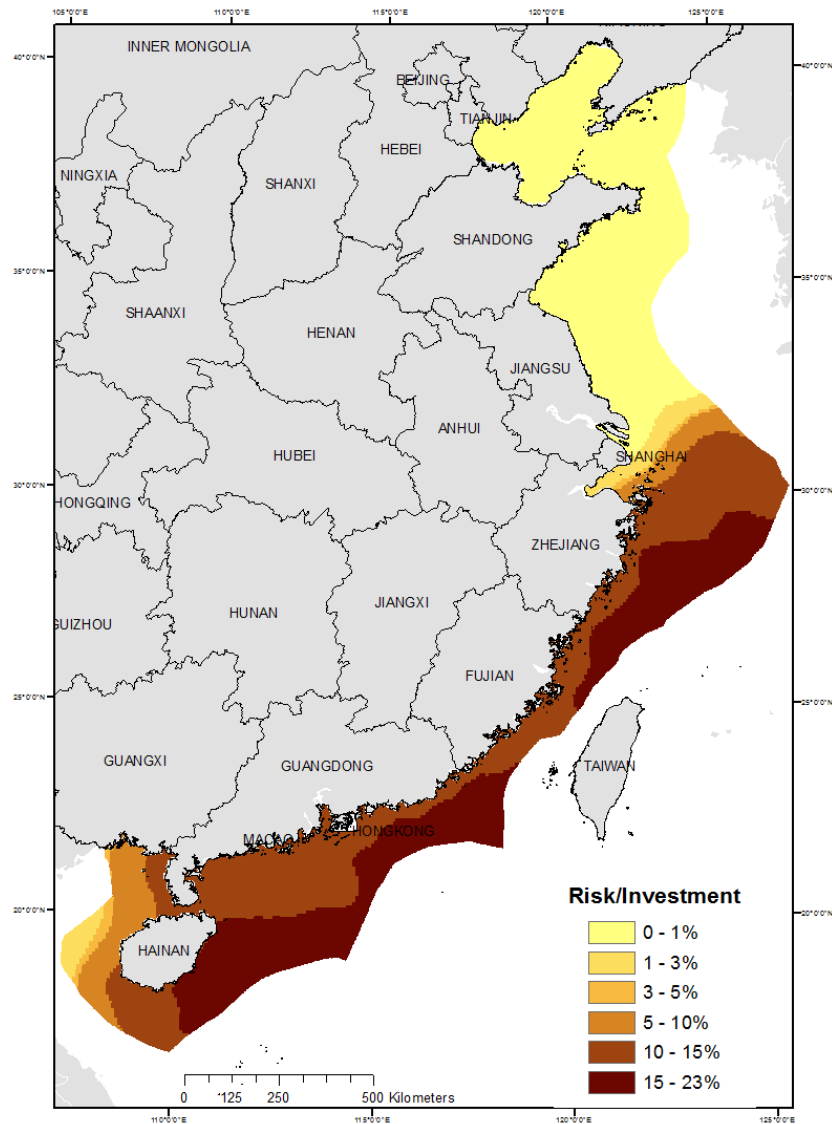 105°0'0"E 110°0'0"E 115°0'0"E 120°0'0"E 125°0'0"E
INNER MONGOLIA
40°0'0"N 40°0'0"N
BEIJING
TIANJIN
HEBEI
NINGXIA
SHANXI
SHANDONG
35°0'0"N 35°0'0"N
SHAANXI
HENAN
JIANGSU
ANHUI
HUBEI
SHANGHAI
30°0'0"N 30°0'0"N
HONGQING
ZHEJIANG
JIANGXI
HUNAN
GUIZHOU
FUJIAN
25°0'0"N 25°0'0"N
GUANGXI
GUANGDONG
TAIWAN
MACAO
HONGKONG
20°0'0"N 20°0'0"N
HAINAN
Risk/Investment
0 - 1%
1 - 3%
3 - 5%
5 - 10%
10 - 15%
15 - 23%
0 125 250 500 Kilometers
110°0'0"E 115°0'0"E 120°0'0"E 125°0'0"E